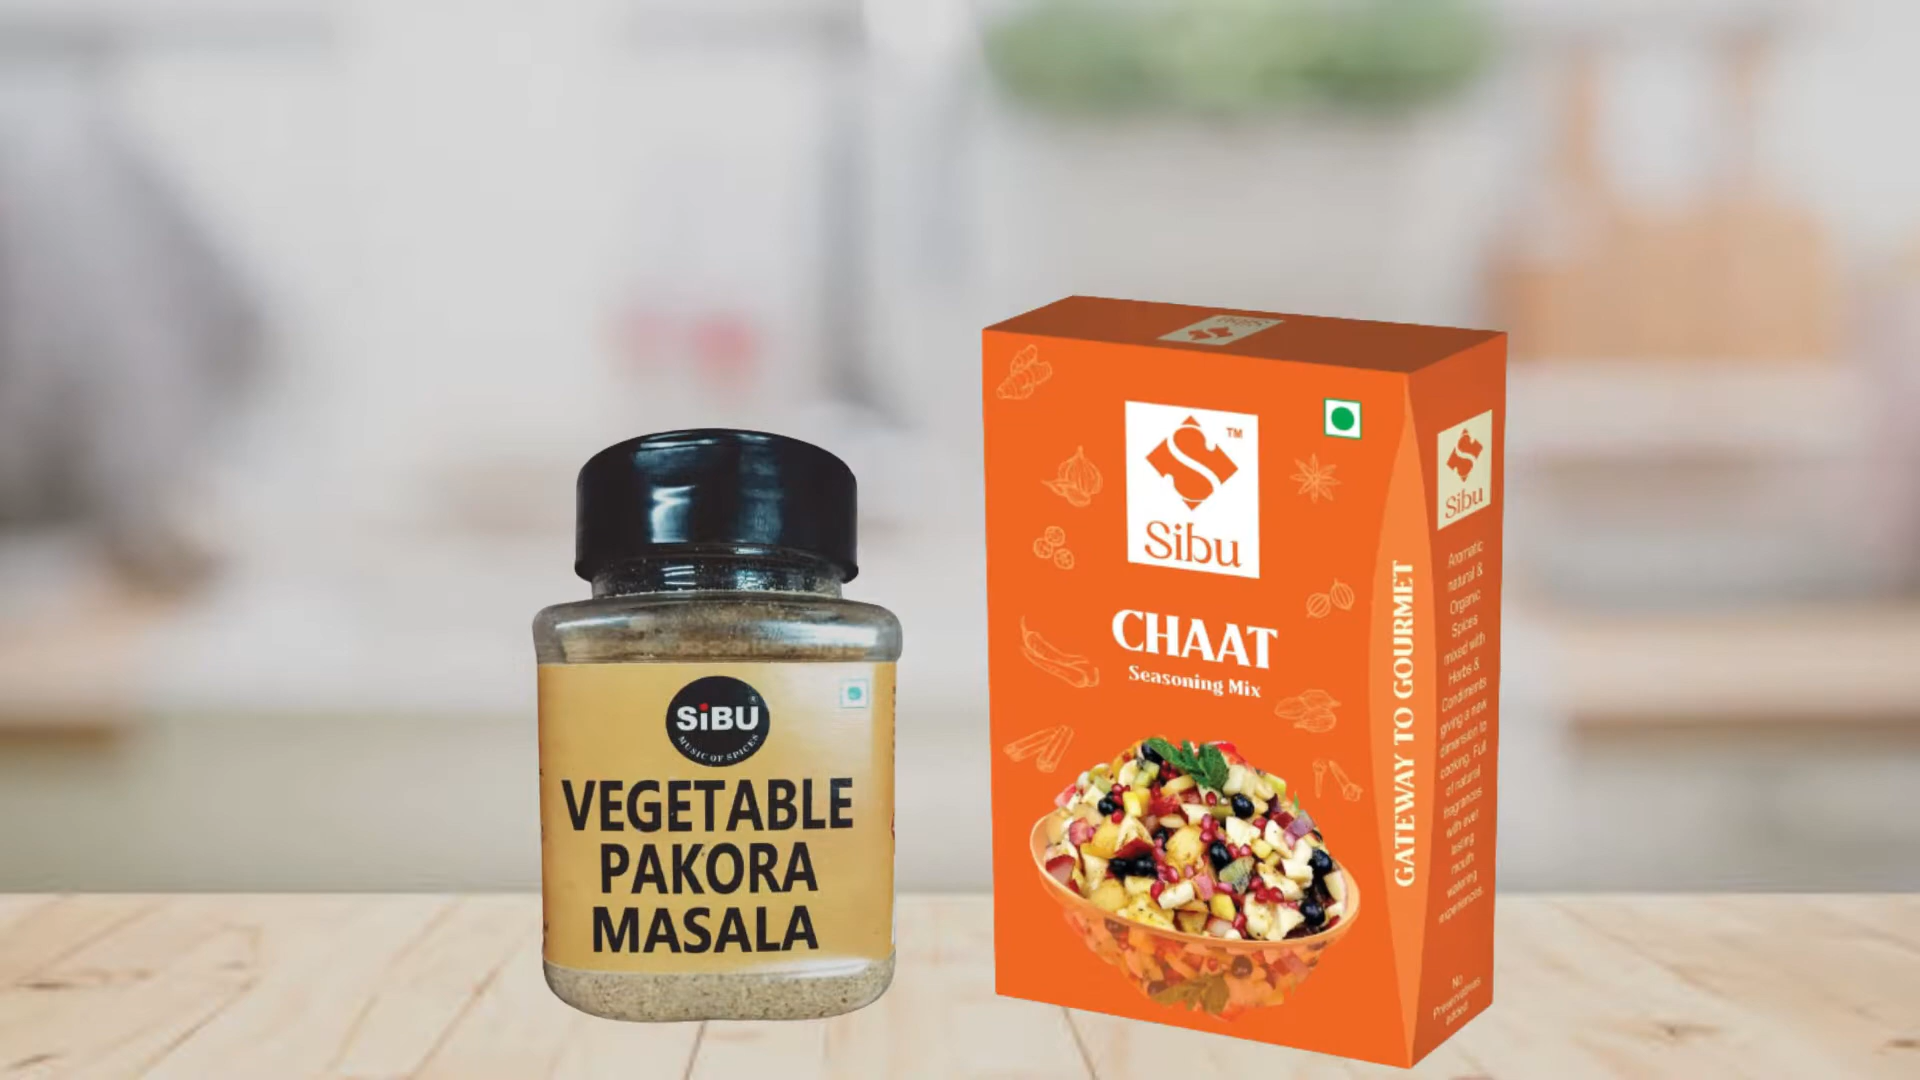 SiBU
MUSIC OF SPICES
VEGETABLE
PAKORA
MASALA
TM
Sibu
CHAAT
Seasoning Mix
GATEWAY TO GOURMET
Sibu
Aromatic
natural &
Organic
Spices
mixed with
Herbs &
Condiments
giving a new
dimension to
cooking. Full
of natural
fragrances
with ever
lasting
mouth
watering
experiences.
No
Preservatives
added